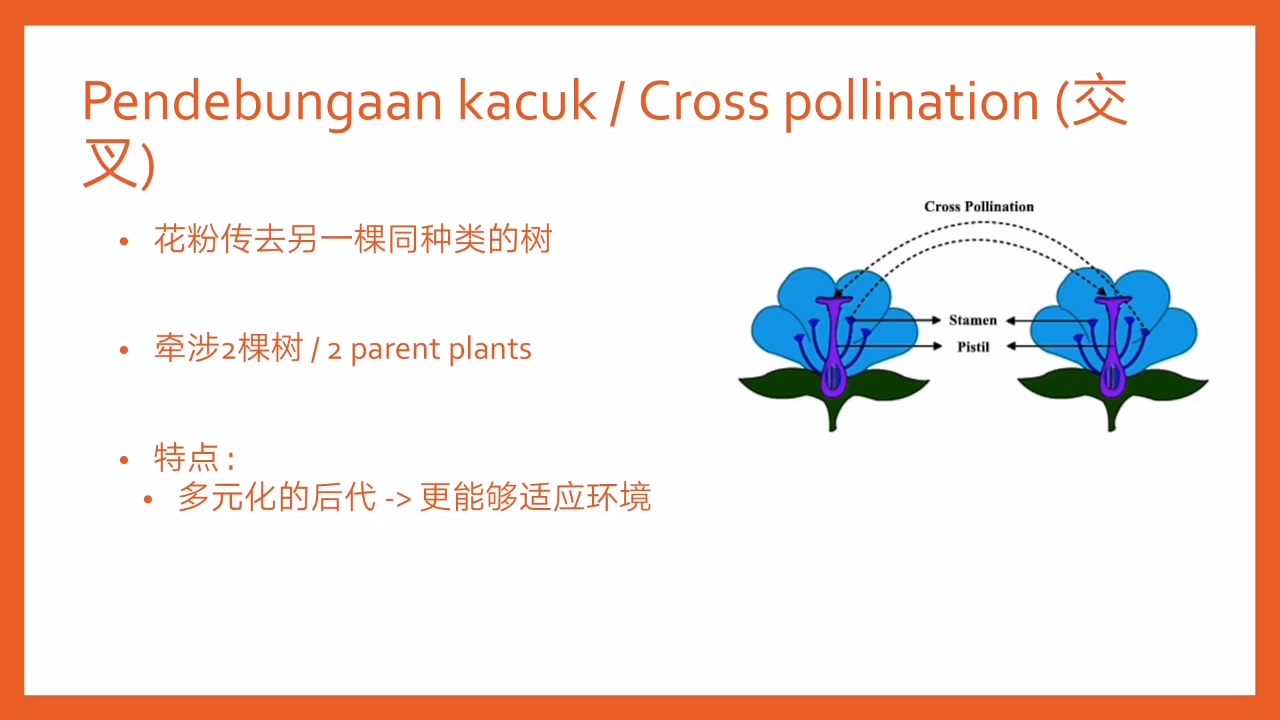 Pendebungaan kacuk / Cross pollination (交
叉)
• 花粉传去另一棵同种类的树
• 牵涉2棵树 / 2 parent plants
• 特点 :
• 多元化的后代 -> 更能够适应环境
Cross Pollination
Stamen
Pistil